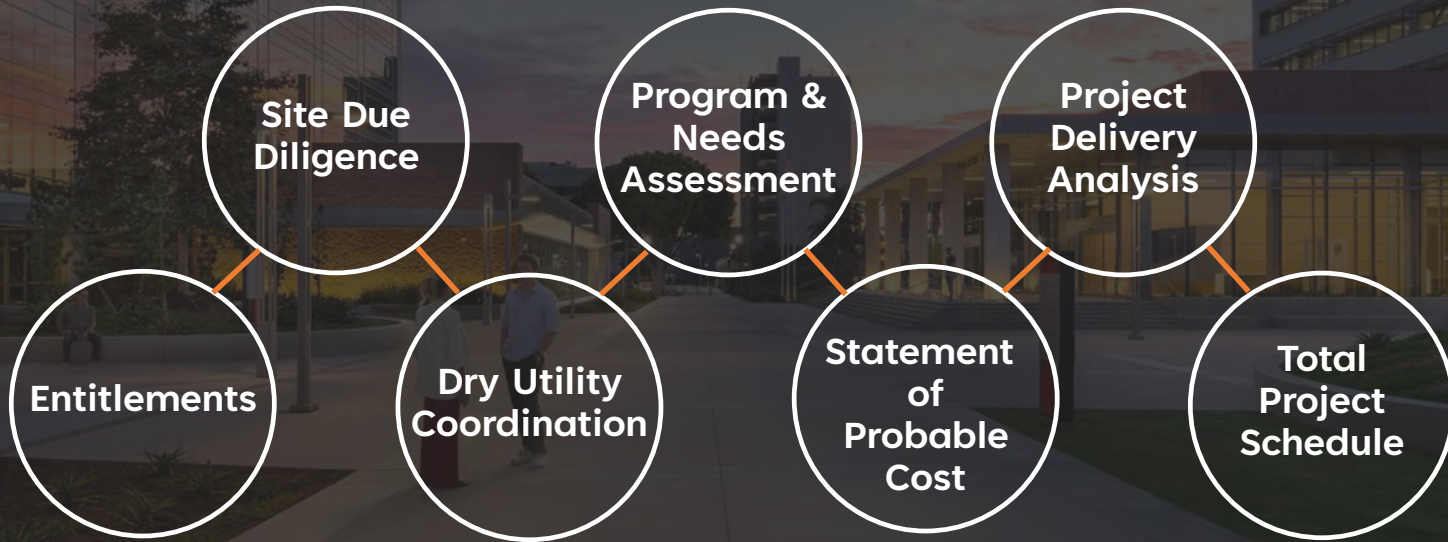 Entitlements
Site Due
Diligence
Dry Utility
Coordination
Program &
Needs
Assessment
Statement
of
Probable
Cost
Project
Delivery
Analysis
Total
Project
Schedule